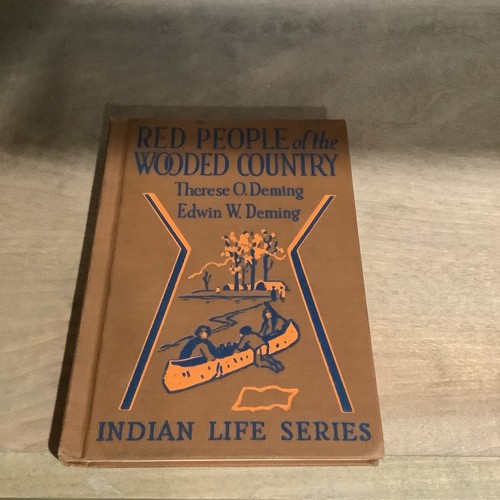 RED PEOPLE of the
WOODED COUNTRY
Therese O. Deming
Edwin W. Deming
INDIAN LIFE SERIES